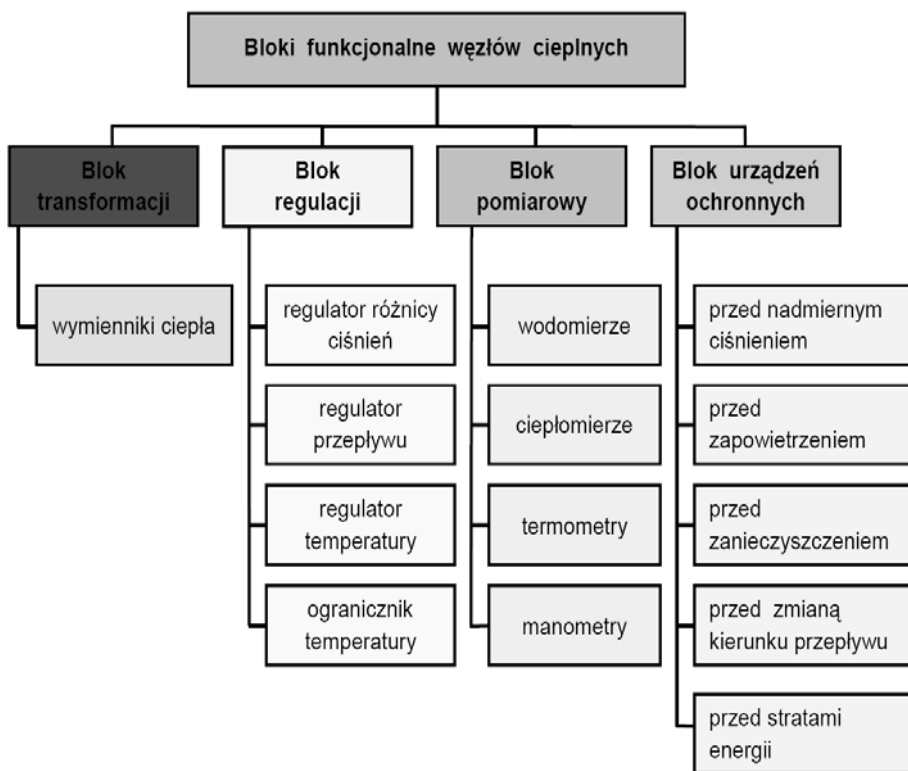 Bloki funkcjonalne węzłów cieplnych
Blok
transformacji
Blok
regulacji
Blok
pomiarowy
Blok urządzeń
ochronnych
wymienniki ciepła
regulator różnicy
ciśnień
regulator
przepływu
regulator
temperatury
ogranicznik
temperatury
wodomierze
ciepłomierze
termometry
manometry
przed nadmiernym
ciśnieniem
przed
zapowietrzeniem
przed
zanieczyszczeniem
przed zmianą
kierunku przepływu
przed stratami
energii